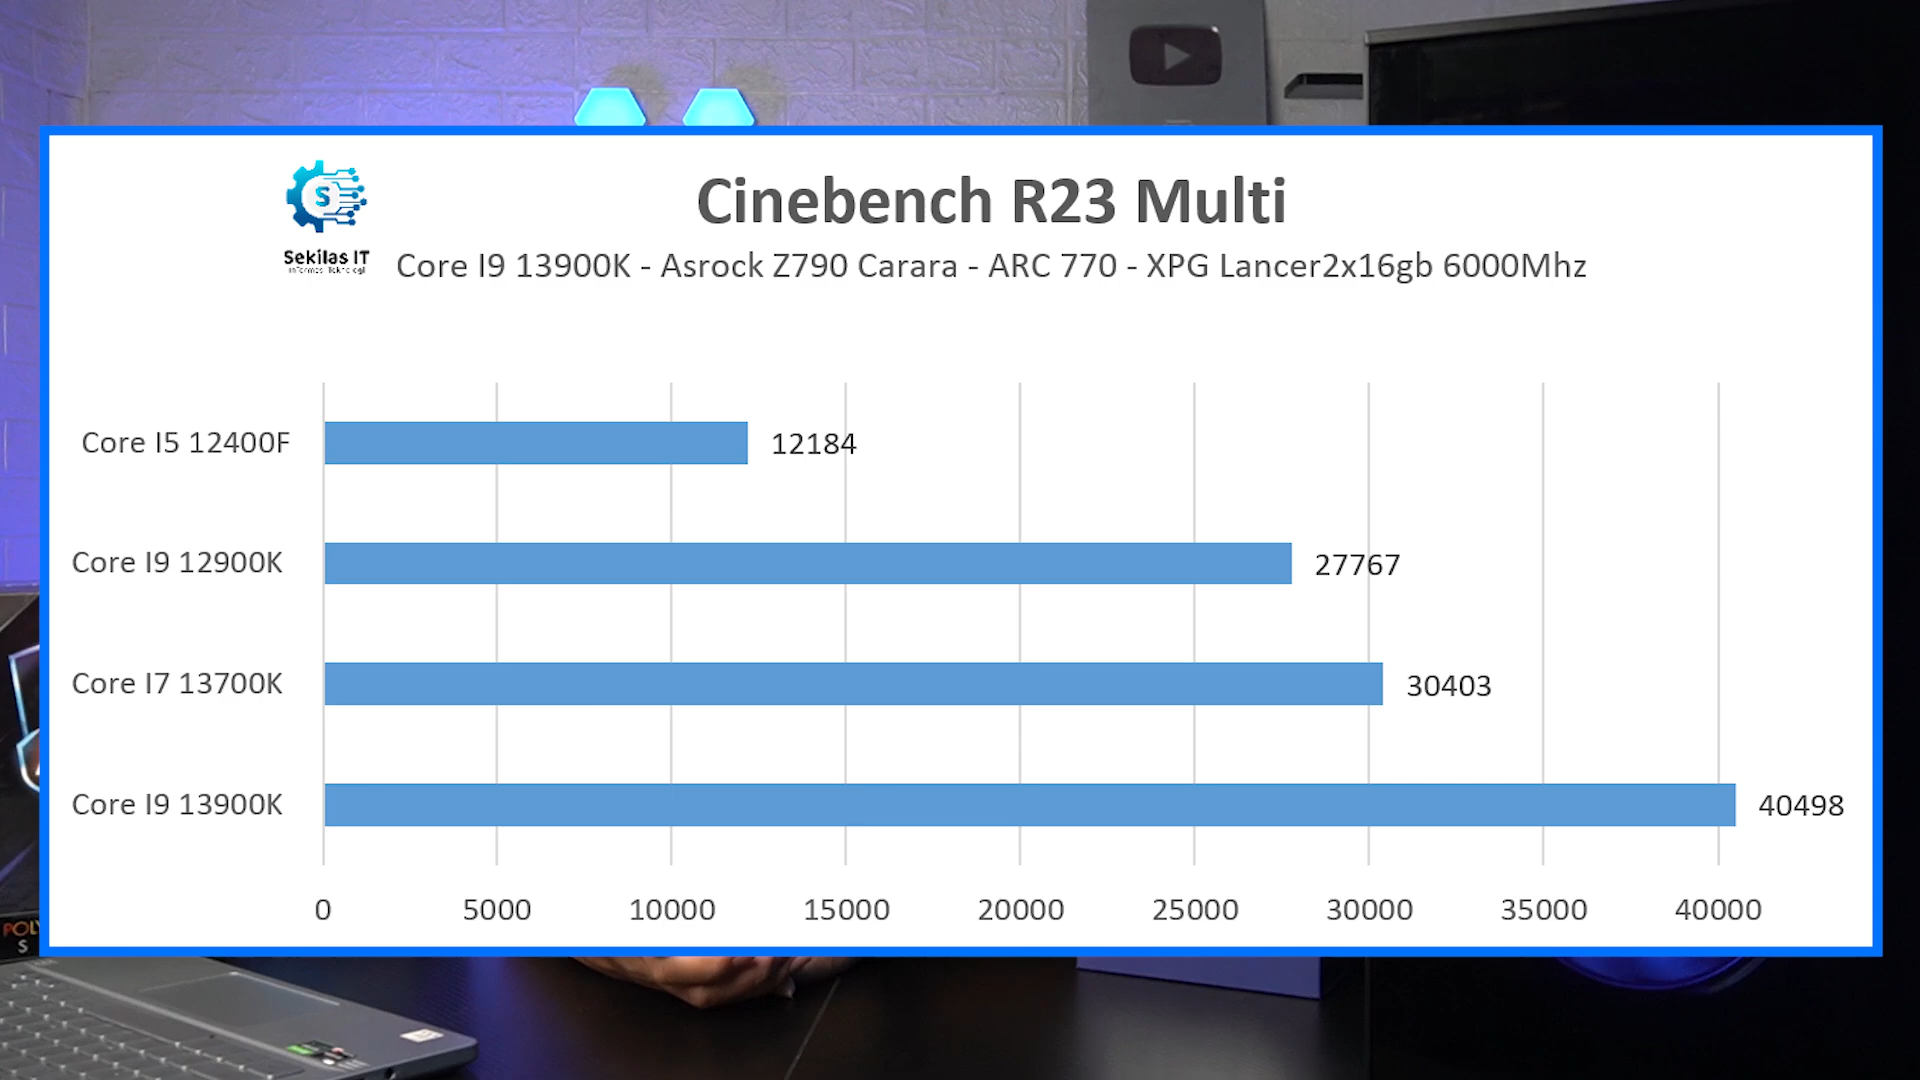 Cinebench R23 Multi
Sekilas IT
Core I9 13900K - Asrock Z790 Carara - ARC 770 - XPG Lancer2x16gb 6000Mhz
Core I5 12400F
12184
Core I9 12900K
27767
Core I7 13700K
30403
Core I9 13900K
40498
0 5000 10000 15000 20000 25000 30000 35000 40000
S